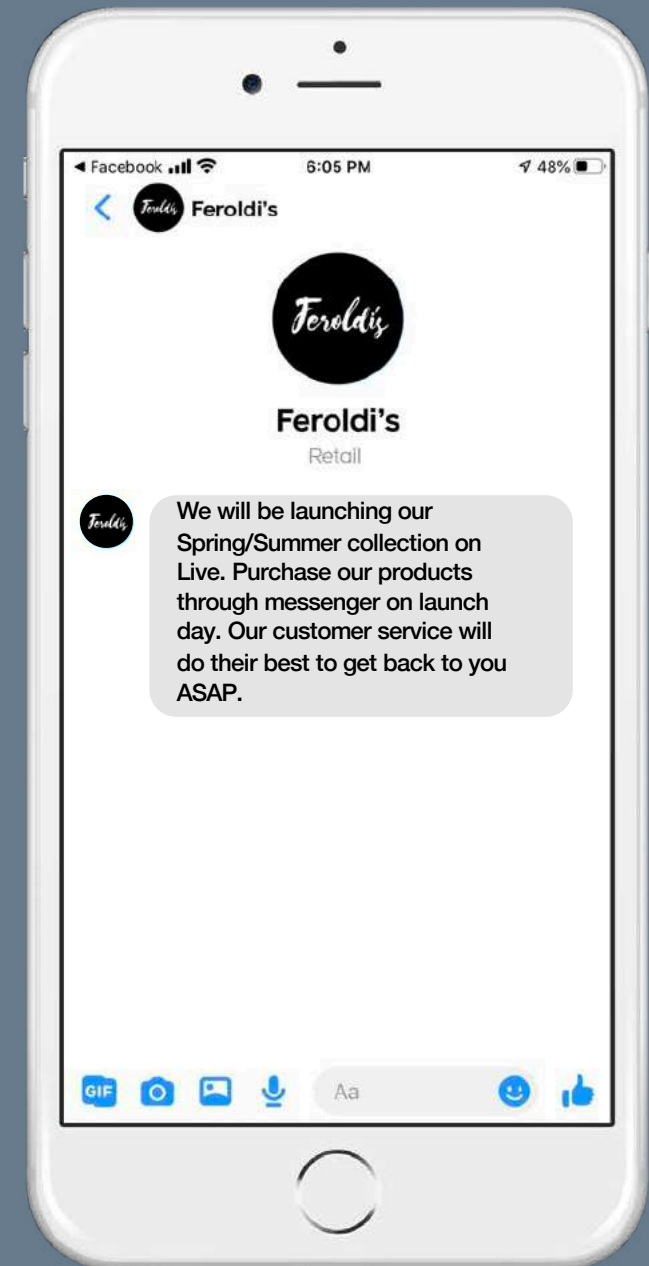 Facebook 6:05 PM 48%
Feroldi's Feroldi's
Feroldi's
Feroldi's
Retail
Feroldi's
We will be launching our
Spring/Summer collection on
Live. Purchase our products
through messenger on launch
day. Our customer service will
do their best to get back to you
ASAP.
GIF Aa